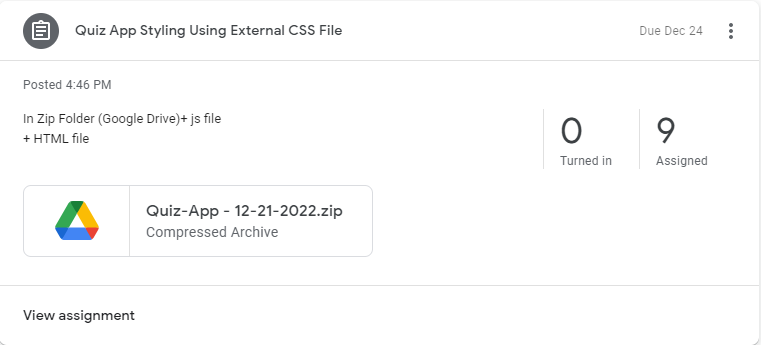 Quiz App Styling Using External CSS File
Due Dec 24
Posted 4:46 PM
In Zip Folder (Google Drive)+ js file
+ HTML file
0
Turned in
9
Assigned
Quiz-App - 12-21-2022.zip
Compressed Archive
View assignment